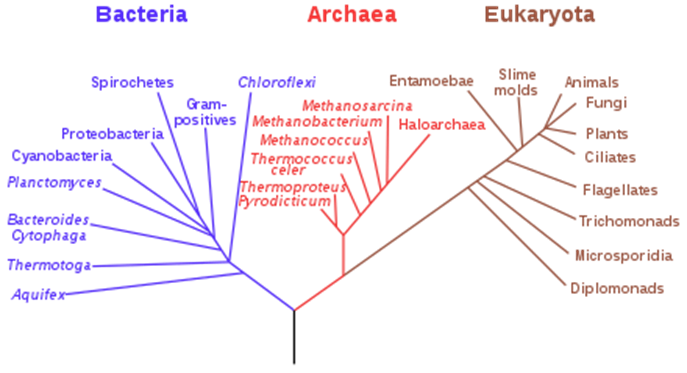 Bacteria
Archaea
Eukaryota
Spirochetes
Chloroflexi
Gram-
positives
Proteobacteria
Cyanobacteria
Planctomyces
Bacteroides
Cytophaga
Thermotoga
Aquifex
Methanosarcina
Methanobacterium
Haloarchaea
Methanococcus
Thermococcus
celer
Thermoproteus
Pyrodicticum
Entamoebae
Slime
molds
Animals
Fungi
Plants
Ciliates
Flagellates
Trichomonads
Microsporidia
Diplomonads